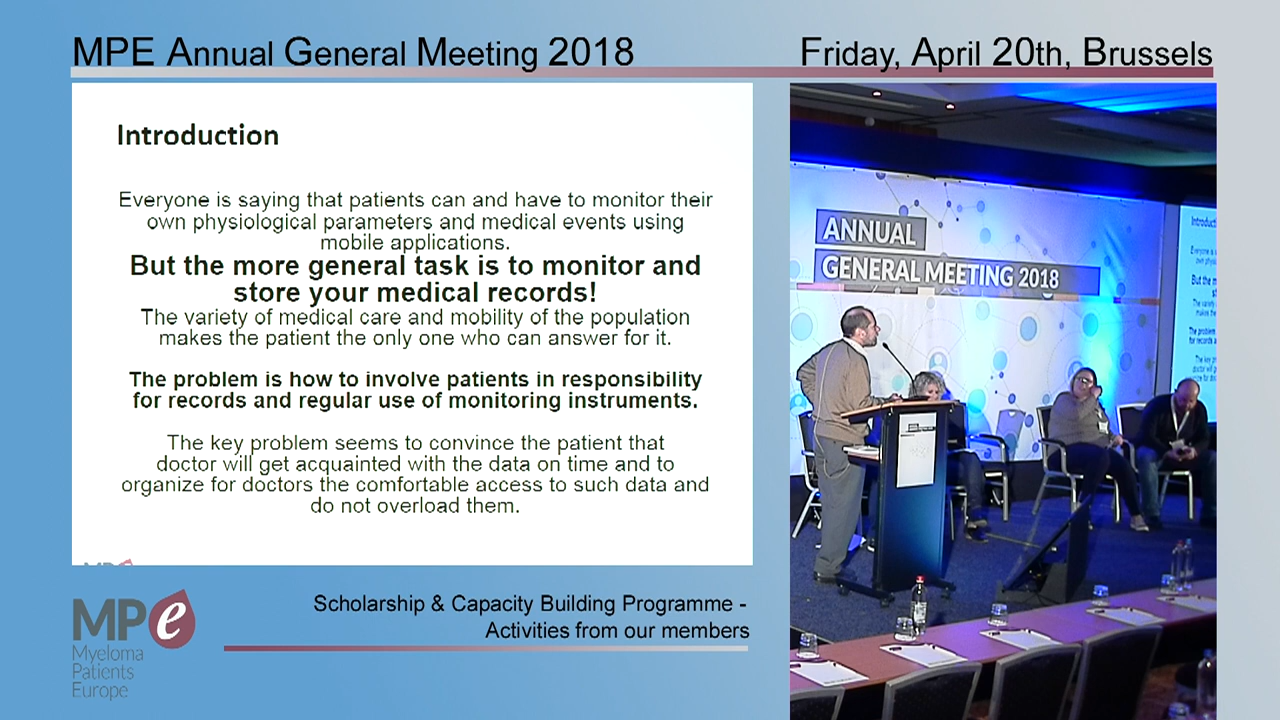 MPE Annual General Meeting 2018
Friday, April 20th, Brussels
Introduction
Everyone is saying that patients can and have to monitor their
own physiological parameters and medical events using
mobile applications.
But the more general task is to monitor and
store your medical records!
The variety of medical care and mobility of the population
makes the patient the only one who can answer for it.
The problem is how to involve patients in responsibility
for records and regular use of monitoring instruments.
The key problem seems to convince the patient that
doctor will get acquainted with the data on time and to
organize for doctors the comfortable access to such data and
do not overload them.
ANNUAL
GENERAL MEETING 2018
MPe
Myeloma
Patients
Europe
Scholarship & Capacity Building Programme -
Activities from our members